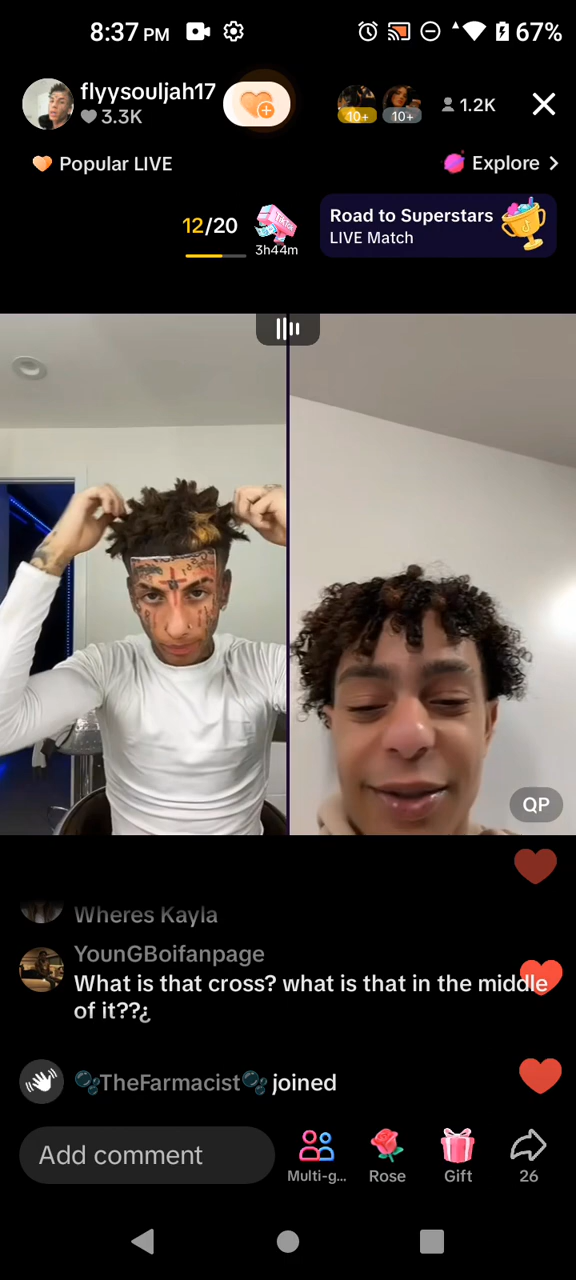 8:37 PM 67%
flyysouljah17
3.3K
10+ 10+ 1.2K
Popular LIVE Explore >
12/20
3h44m
Road to Superstars
LIVE Match
QP
Wheres Kayla
YounGBoifanpage
What is that cross? what is that in the middle
of it??¿
🫧TheFarmacist🫧 joined
Add comment
Multi-g...
Rose
Gift
26